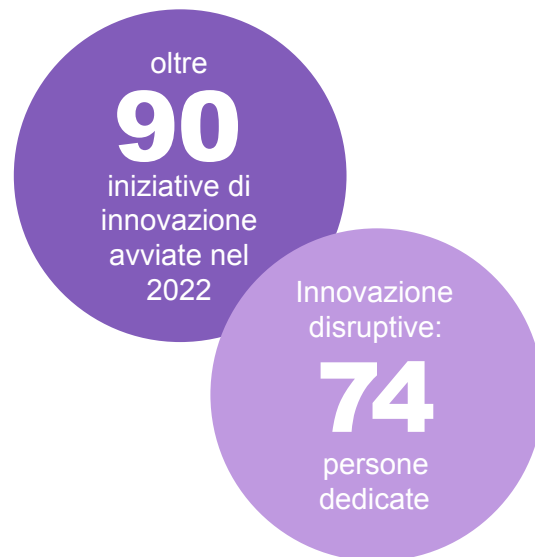 oltre
90
iniziative di
innovazione
avviate nel
2022
Innovazione
disruptive:
74
persone
dedicate